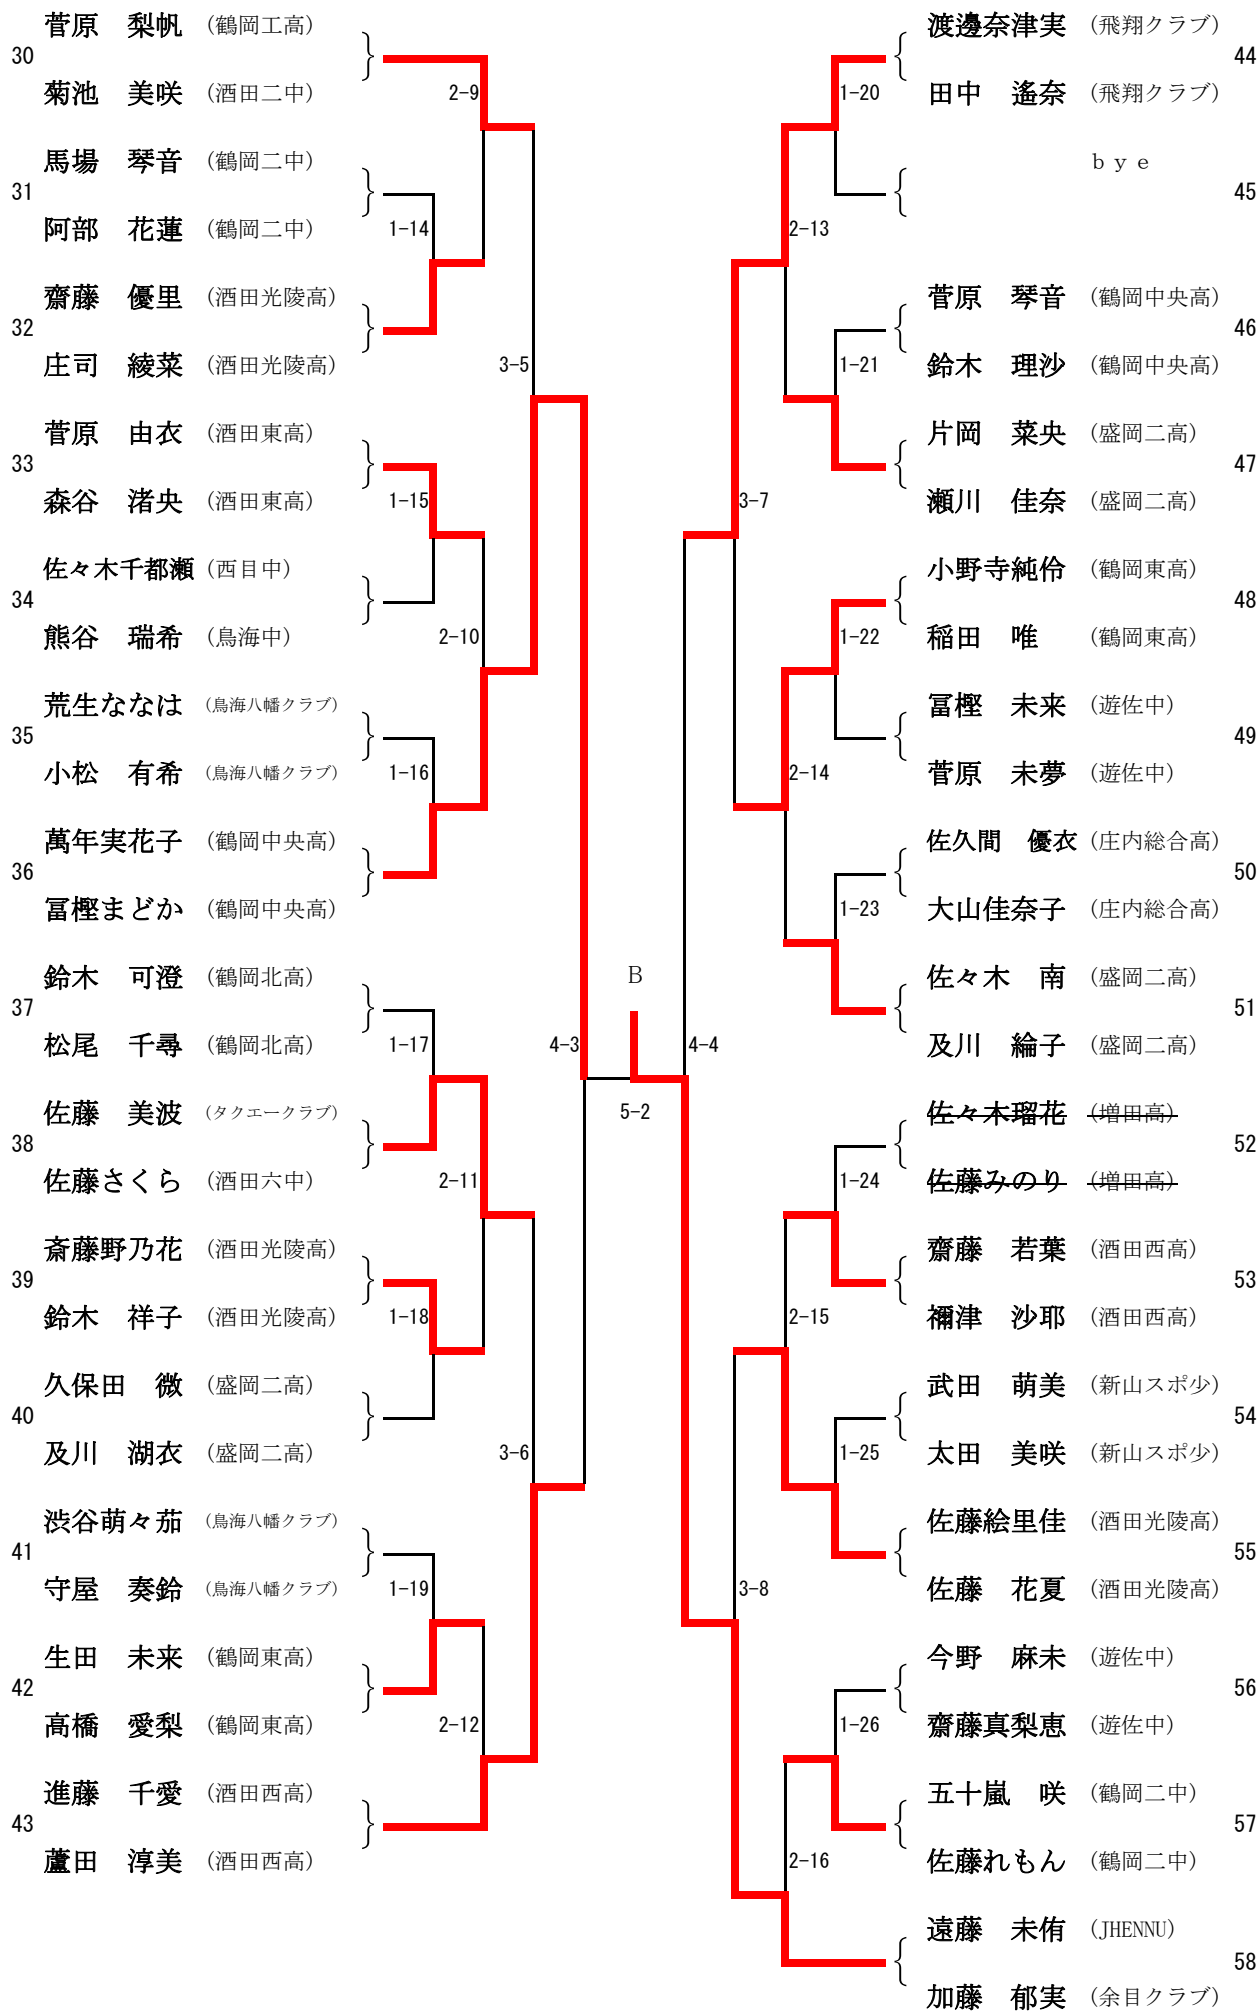 菅原　梨帆 (鶴岡工高)
30
菊池　美咲 (酒田二中)
2-9
馬場　琴音 (鶴岡二中)
31
阿部　花蓮 (鶴岡二中)
1-14
齋藤　優里 (酒田光陵高)
32
庄司　綾菜 (酒田光陵高)
3-5
菅原　由衣 (酒田東高)
33
森谷　渚央 (酒田東高)
1-15
佐々木千都瀬 (西目中)
34
熊谷　瑞希 (鳥海中)
2-10
荒生ななは (鳥海八幡クラブ)
35
小松　有希 (鳥海八幡クラブ)
1-16
萬年実花子 (鶴岡中央高)
36
冨樫まどか (鶴岡中央高)
鈴木　可澄 (鶴岡北高)
37
松尾　千尋 (鶴岡北高)
1-17
4-3
佐藤　美波 (タクエークラブ)
38
佐藤さくら (酒田六中)
2-11
斎藤野乃花 (酒田光陵高)
39
鈴木　祥子 (酒田光陵高)
1-18
久保田　微 (盛岡二高)
40
及川　湖衣 (盛岡二高)
3-6
渋谷萌々茄 (鳥海八幡クラブ)
41
守屋　奏鈴 (鳥海八幡クラブ)
1-19
生田　未来 (鶴岡東高)
42
高橋　愛梨 (鶴岡東高)
2-12
進藤　千愛 (酒田西高)
43
蘆田　淳美 (酒田西高)
B
5-2
渡邊奈津実 (飛翔クラブ)
44
1-20
田中　遙奈 (飛翔クラブ)
bye
45
2-13
菅原　琴音 (鶴岡中央高)
46
1-21
鈴木　理沙 (鶴岡中央高)
片岡　菜央 (盛岡二高)
47
3-7
瀬川　佳奈 (盛岡二高)
小野寺純伶 (鶴岡東高)
48
1-22
稲田　唯 (鶴岡東高)
冨樫　未来 (遊佐中)
49
2-14
菅原　未夢 (遊佐中)
佐久間　優衣 (庄内総合高)
50
1-23
大山佳奈子 (庄内総合高)
佐々木　南 (盛岡二高)
51
4-4
及川　綸子 (盛岡二高)
佐々木瑠花 (増田高)
52
1-24
佐藤みのり (増田高)
齋藤　若葉 (酒田西高)
53
2-15
禰津　沙耶 (酒田西高)
武田　萌美 (新山スポ少)
54
1-25
太田　美咲 (新山スポ少)
佐藤絵里佳 (酒田光陵高)
55
3-8
佐藤　花夏 (酒田光陵高)
今野　麻未 (遊佐中)
56
1-26
齋藤真梨恵 (遊佐中)
五十嵐　咲 (鶴岡二中)
57
2-16
佐藤れもん (鶴岡二中)
遠藤　未侑 (JHENNU)
58
加藤　郁実 (余目クラブ)